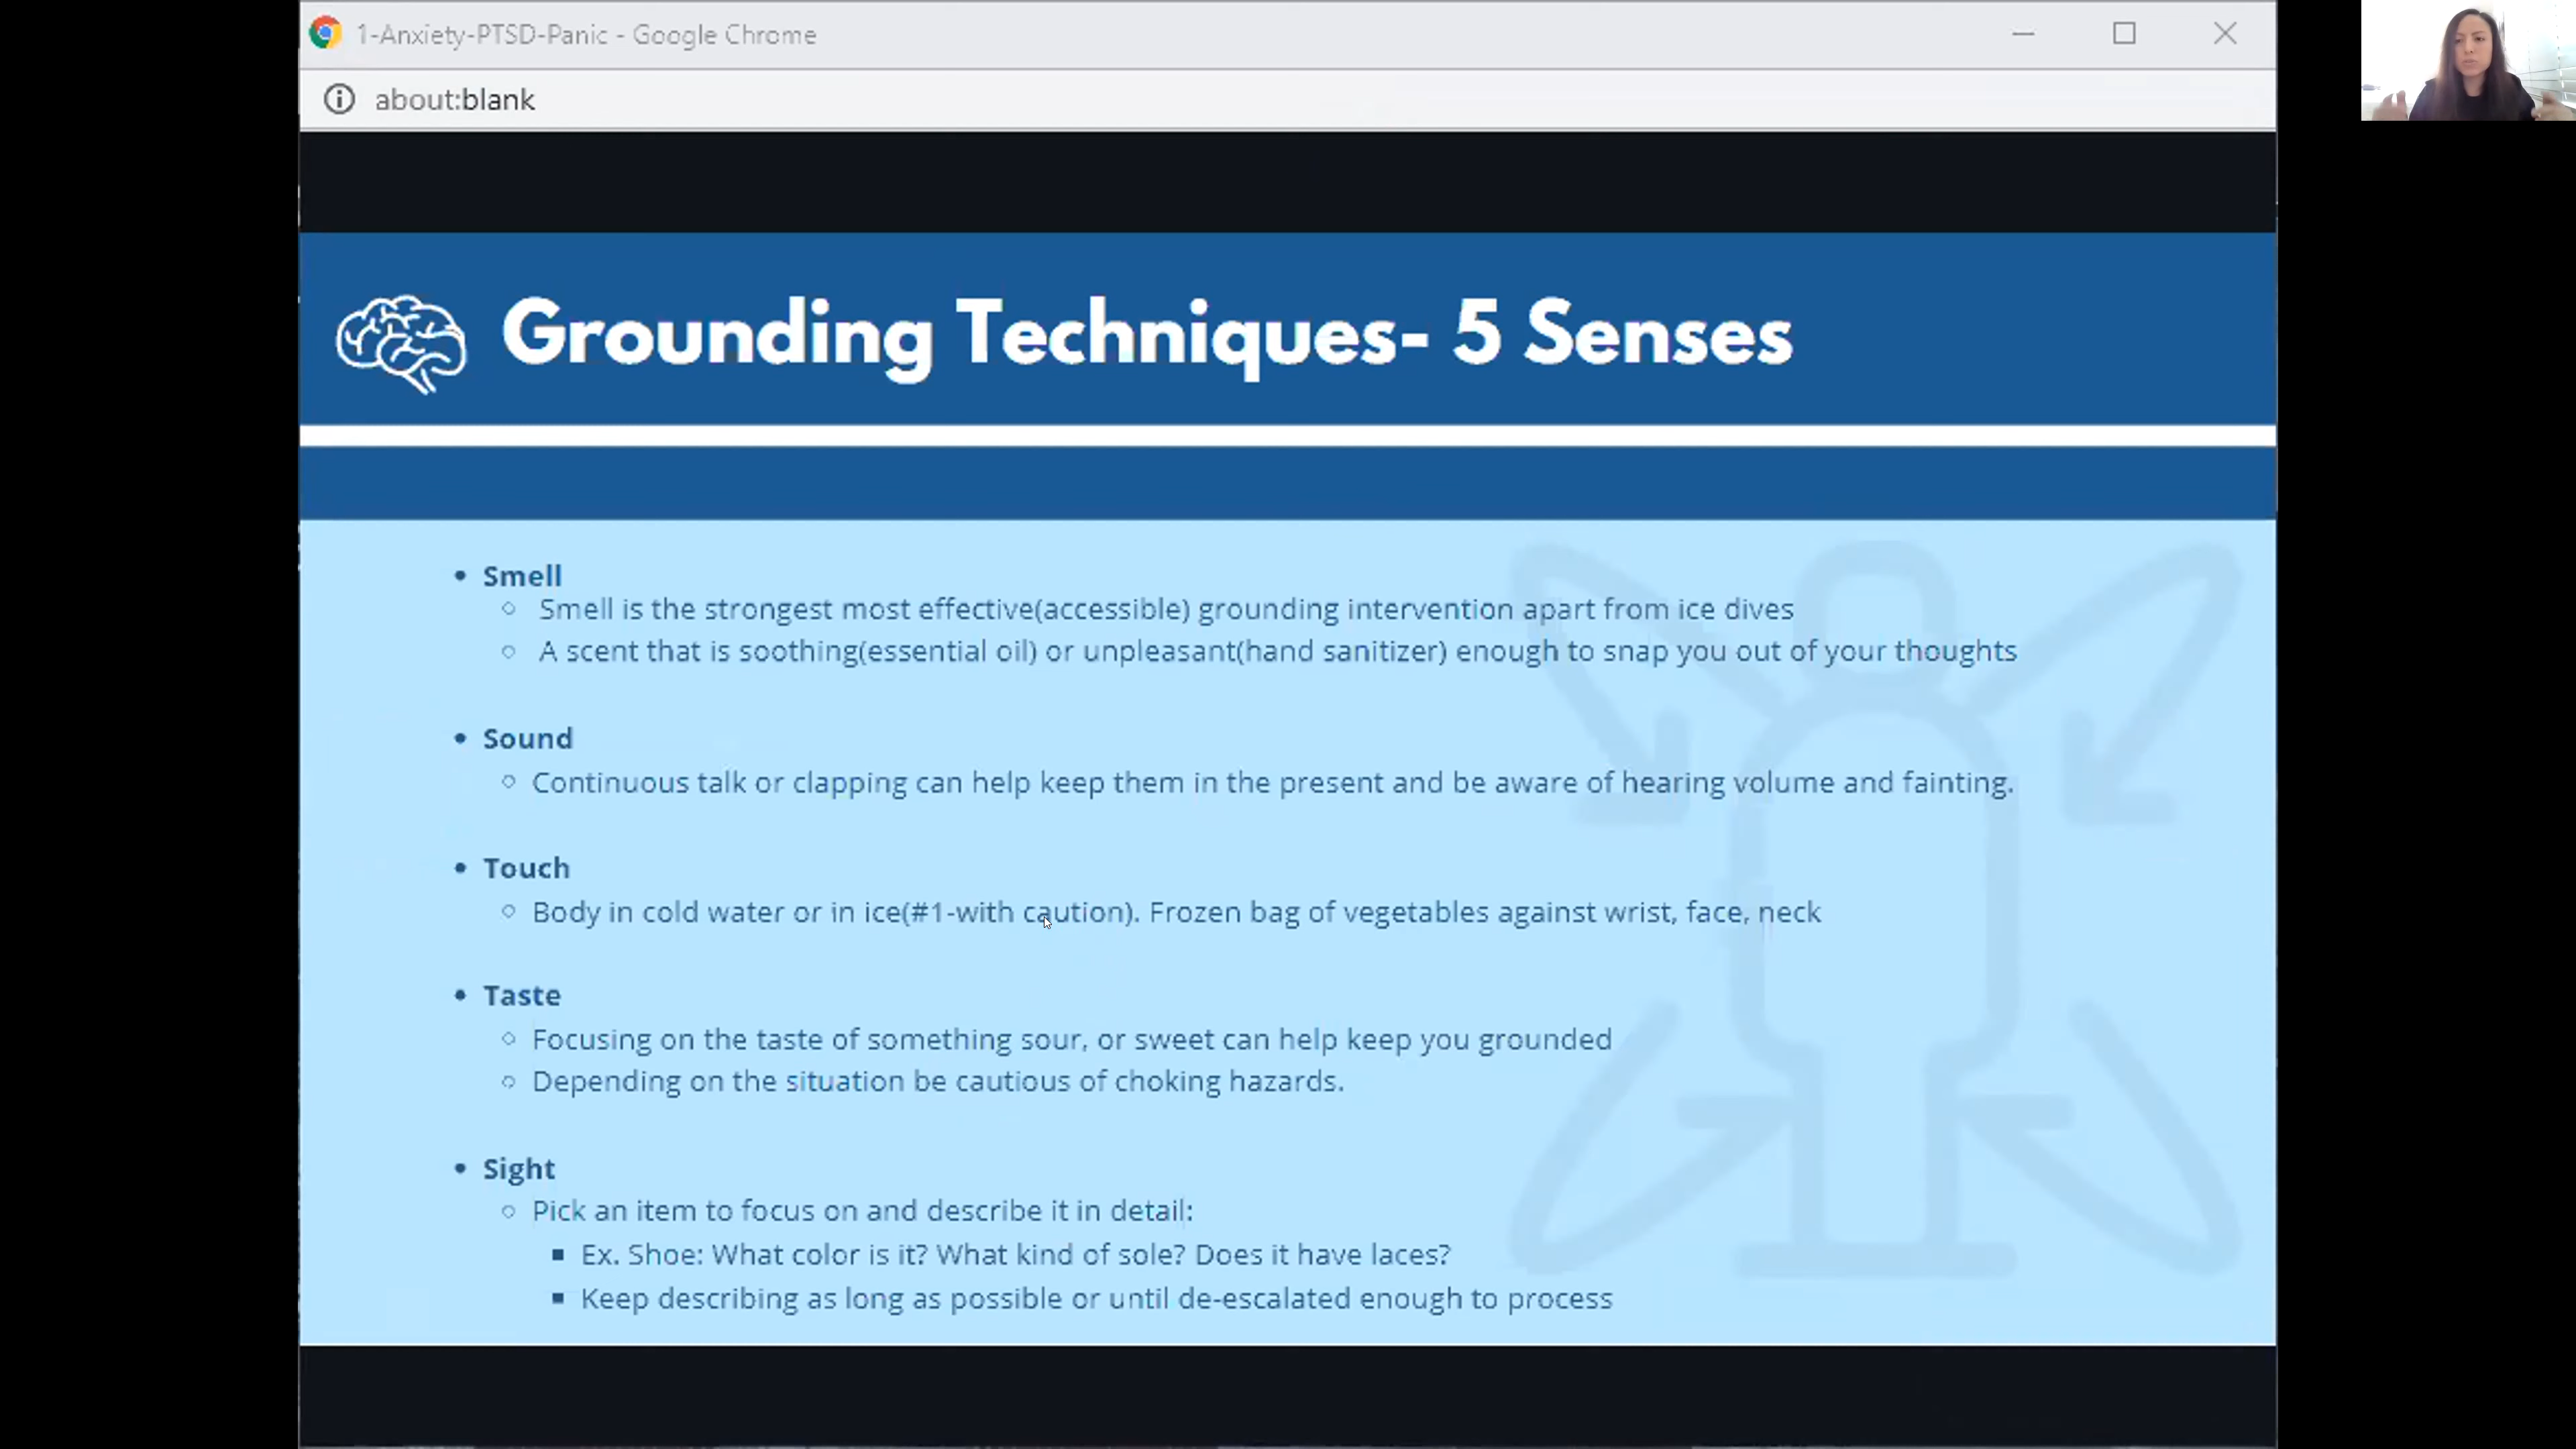 1-Anxiety-PTSD-Panic - Google Chrome
about:blank
Grounding Techniques- 5 Senses
• Smell
○ Smell is the strongest most effective(accessible) grounding intervention apart from ice dives
○ A scent that is soothing(essential oil) or unpleasant(hand sanitizer) enough to snap you out of your thoughts
• Sound
○ Continuous talk or clapping can help keep them in the present and be aware of hearing volume and fainting.
• Touch
○ Body in cold water or in ice(#1-with caution). Frozen bag of vegetables against wrist, face, neck
• Taste
○ Focusing on the taste of something sour, or sweet can help keep you grounded
○ Depending on the situation be cautious of choking hazards.
• Sight
○ Pick an item to focus on and describe it in detail:
▪ Ex. Shoe: What color is it? What kind of sole? Does it have laces?
▪ Keep describing as long as possible or until de-escalated enough to process